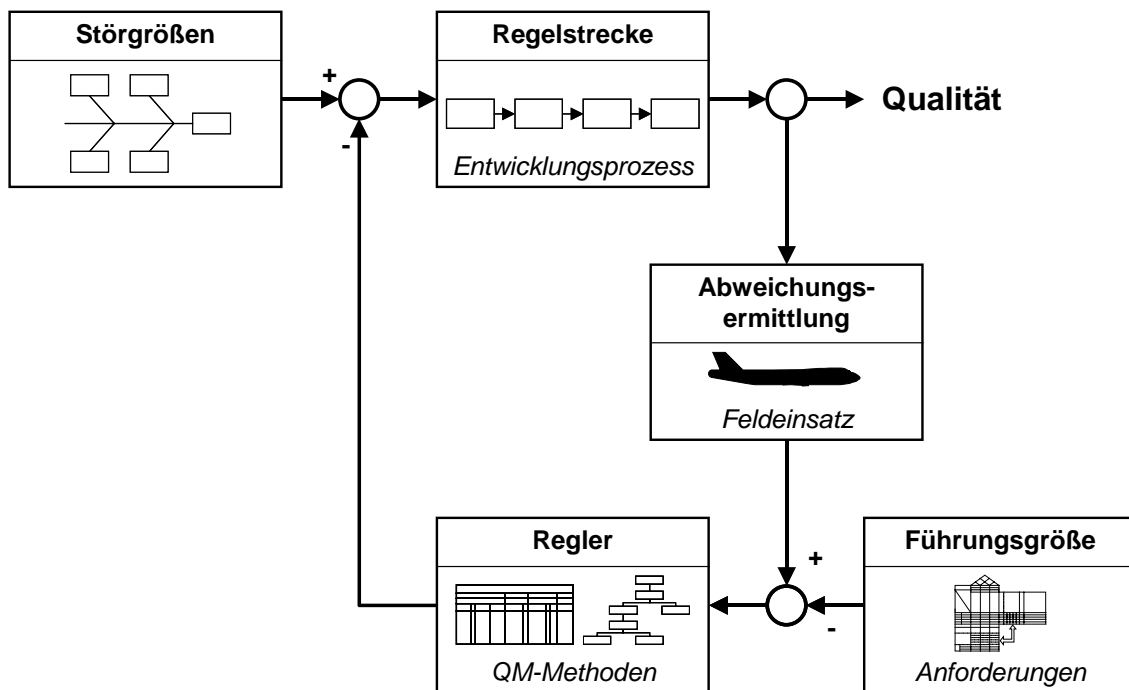 Störgrößen
Regelstrecke
+
-
Qualität
Entwicklungsprozess
Abweichungs-
ermittlung
Feldeinsatz
Regler
+
-
Führungsgröße
QM-Methoden
Anforderungen